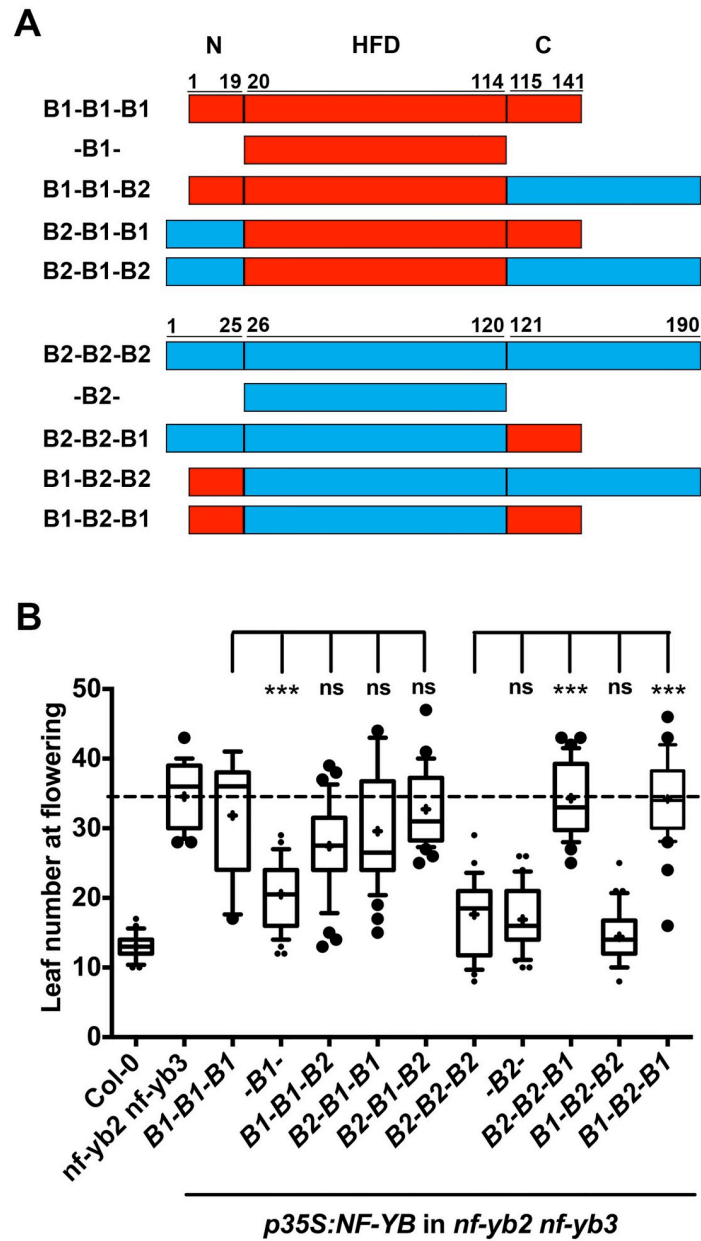 A
N HFD C
1 19 20 114 115 141
B1-B1-B1
-B1-
B1-B1-B2
B2-B1-B1
B2-B1-B2
1 25 26 120 121 190
B2-B2-B2
-B2-
B2-B2-B1
B1-B2-B2
B1-B2-B1
B
*** ns ns ns ns *** ns ***
Leaf number at flowering
50
40
30
20
10
0
Col-0
nf-yb2 nf-yb3
B1-B1-B1
-B1-
B1-B1-B2
B2-B1-B1
B2-B1-B2
B2-B2-B2
-B2-
B2-B2-B1
B1-B2-B2
B1-B2-B1
p35S:NF-YB in nf-yb2 nf-yb3